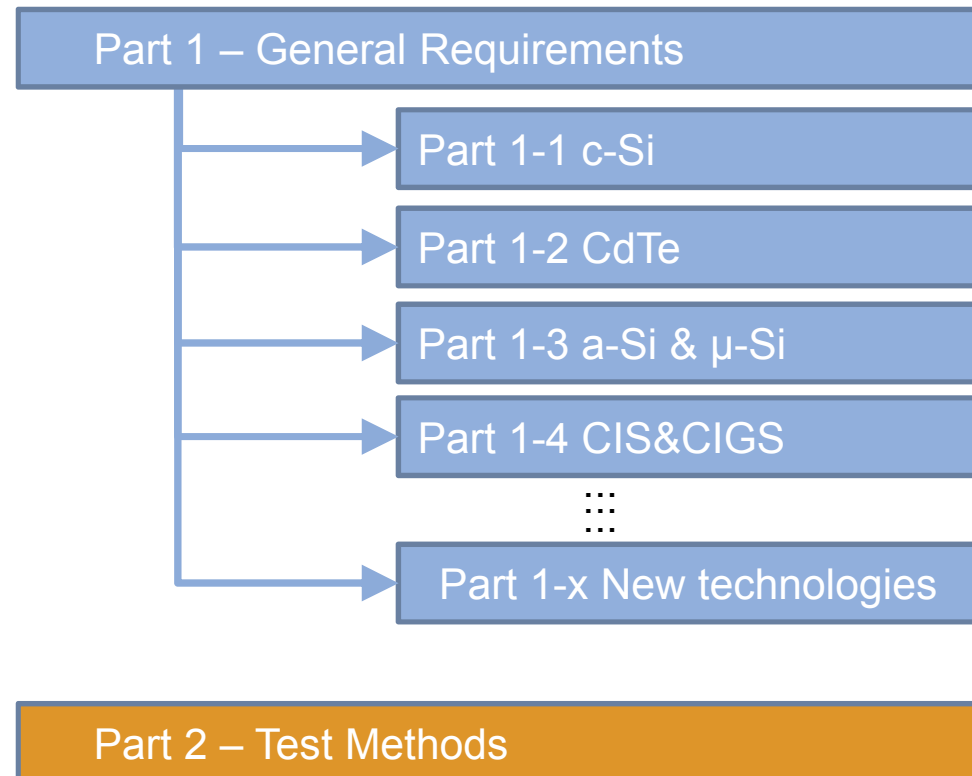 Part 1 – General Requirements
Part 1-1 c-Si
Part 1-2 CdTe
Part 1-3 a-Si & μ-Si
Part 1-4 CIS&CIGS
...
...
...
Part 1-x New technologies
Part 2 – Test Methods